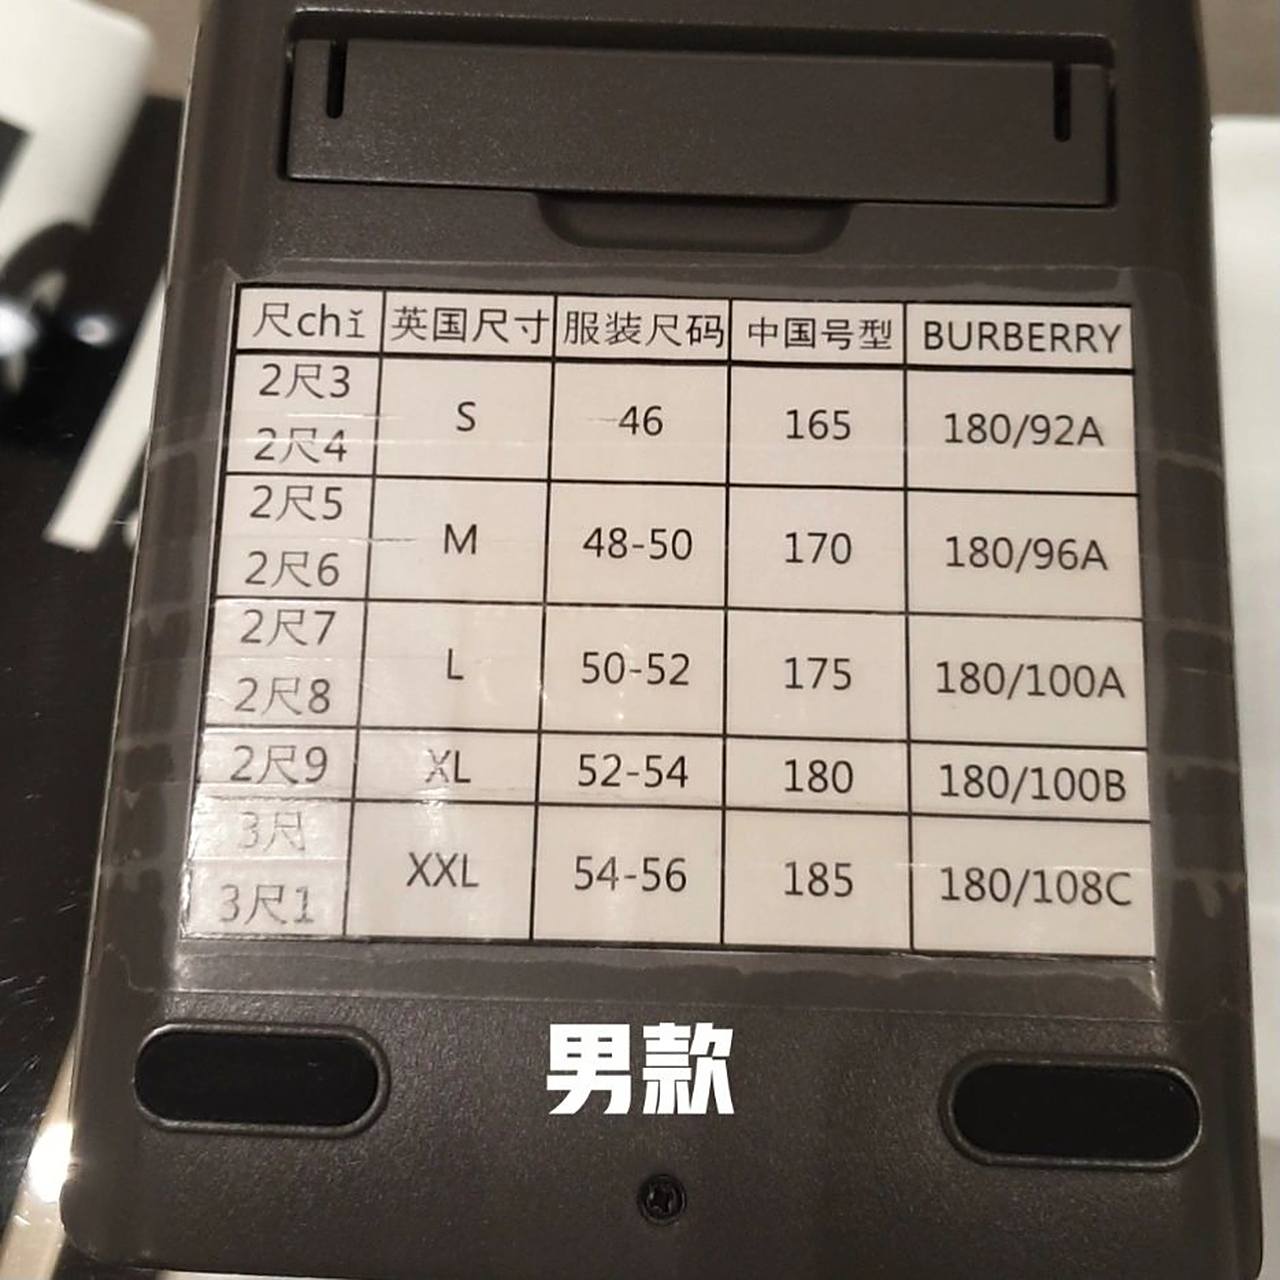 尺chǐ 英国尺寸 服装尺码 中国号型 BURBERRY
2尺3
2尺4 S 46 165 180/92A
2尺5
2尺6 M 48-50 170 180/96A
2尺7
2尺8 L 50-52 175 180/100A
2尺9 XL 52-54 180 180/100B
3尺
3尺1 XXL 54-56 185 180/108C
男款